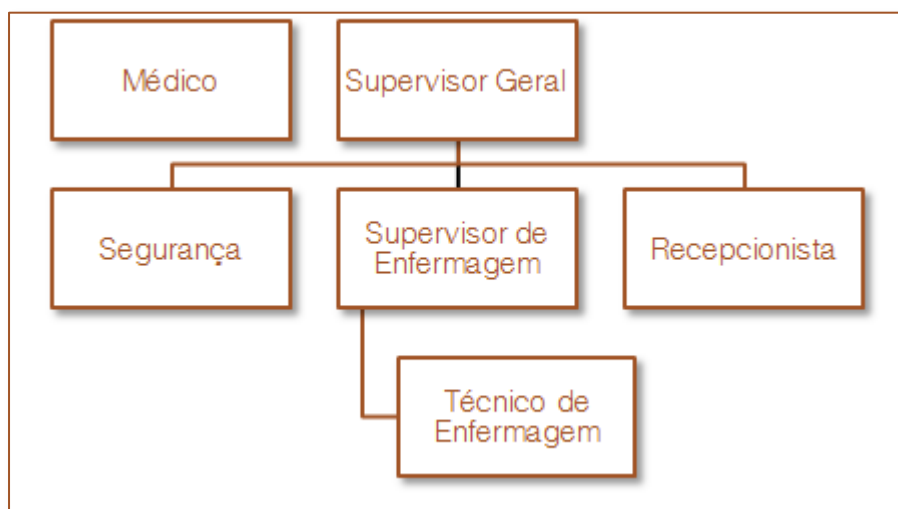 Médico
Supervisor Geral
Segurança
Supervisor de
Enfermagem
Recepcionista
Técnico de
Enfermagem